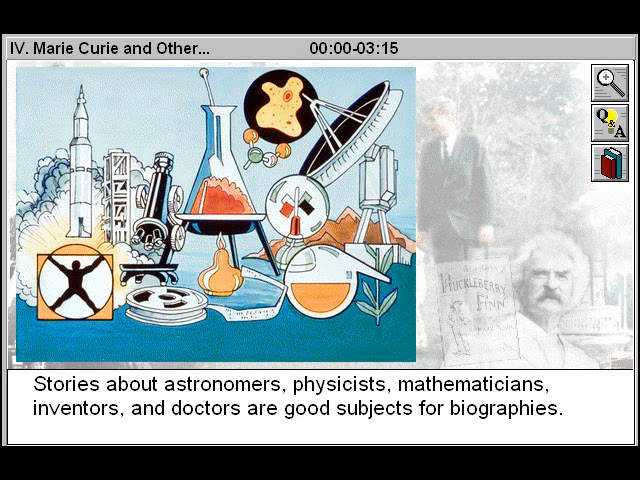 IV. Marie Curie and Other...
00:00-03:15
Q
&
A
HUCKLEBERRY
FINN
Stories about astronomers, physicists, mathematicians,
inventors, and doctors are good subjects for biographies.